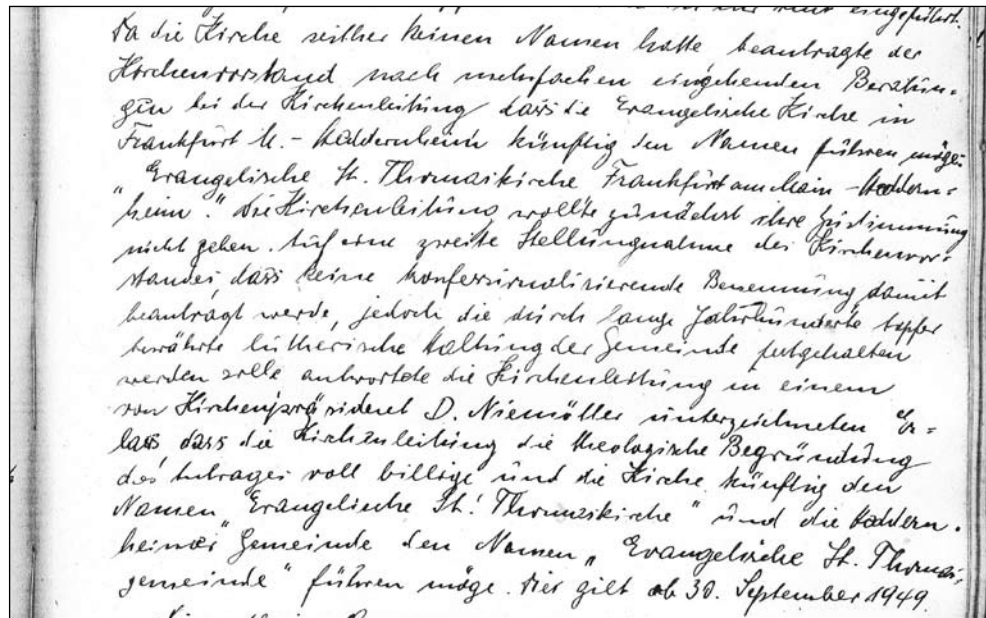 eingeführt.
Da die Kirche seither keinen Namen hatte beantragte der
Kirchenvorstand nach mehrfachen eingehenden Beratun-
gen bei der Kirchenleitung dass die Evangelische Kirche in
Frankfurt M. - Heddernheim künftig den Namen führen möge:
"Evangelische St. Thomaskirche Frankfurt am Main - Heddern-
heim." Die Kirchenleitung wollte zunächst ihre Zustimmung
nicht geben. Auf eine zweite Stellungnahme des Kirchenvor-
standes, dass keine konfessionalisierende Benennung damit
beantragt werde, jedoch die durch lange Jahrhunderte tapfer
bewährte lutherische Haltung der Gemeinde festgehalten
werden solle antwortete die Kirchenleitung in einem
von Kirchenpräsident D. Niemöller unterzeichneten Er-
lass dass die Kirchenleitung die theologische Begründung
des Antrages voll billige und die Kirche künftig den
Namen "Evangelische St. Thomaskirche" und die Heddern-
heimer Gemeinde den Namen "Evangelische St. Thomas-
gemeinde" führen möge. Dies gilt ab 30. September 1949.